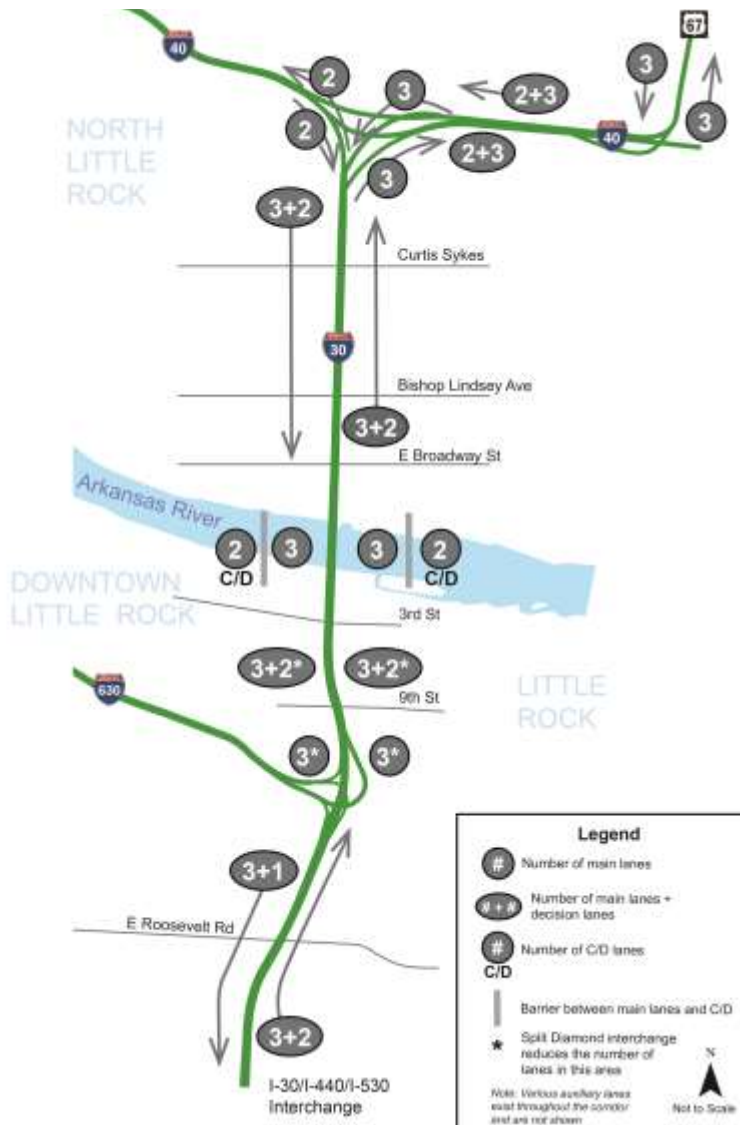 67
40
2
3
2+3
3
NORTH
LITTLE
ROCK
2
40
2+3
3
3
3+2
Curtis Sykes
30
Bishop Lindsey Ave
3+2
E Broadway St
Arkansas River
2
3
3
2
C/D
C/D
DOWNTOWN
LITTLE ROCK
3rd St
3+2*
3+2*
630
9th St
LITTLE
ROCK
3*
3*
3+1
E Roosevelt Rd
3+2
I-30/I-440/I-530
Interchange
Legend
# Number of main lanes
# + # Number of main lanes +
decision lanes
# Number of C/D lanes
C/D
Barrier between main lanes and C/D
* Split Diamond interchange
reduces the number of
lanes in this area
N
Note: Various auxiliary lanes
exist throughout the corridor
and are not shown
Not to Scale